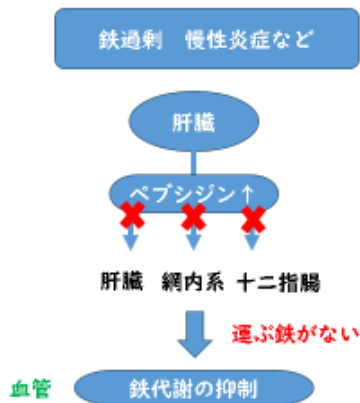 鉄過剰 慢性炎症など
肝臓
ペプシジン↑
肝臓 網内系 十二指腸
運ぶ鉄がない
血管 鉄代謝の抑制